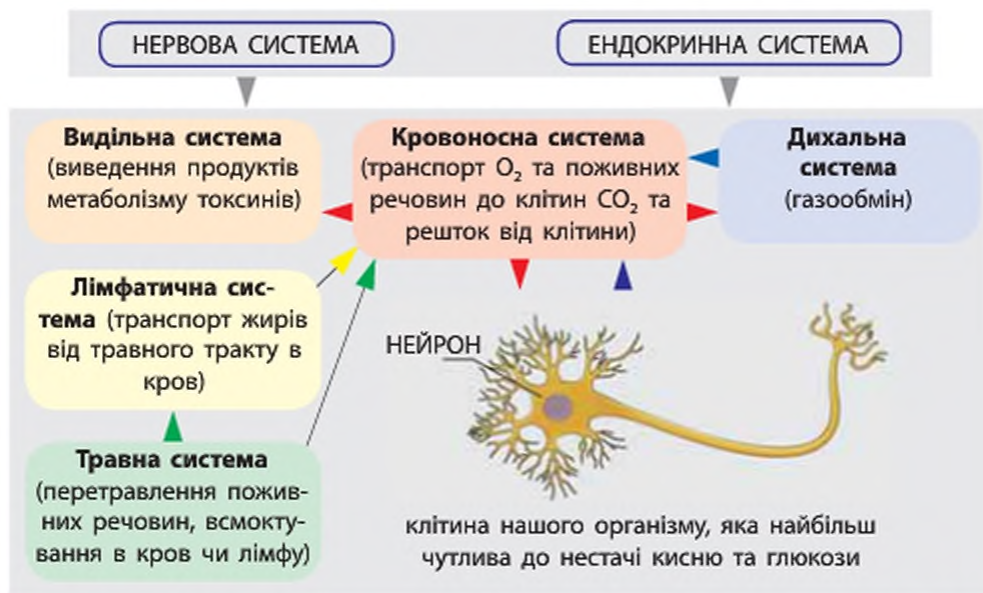 НЕРВОВА СИСТЕМА
ЕНДОКРИННА СИСТЕМА
Видільна система
(виведення продуктів
метаболізму токсинів)
Кровоносна система
(транспорт O₂ та поживних
речовин до клітин CO₂ та
решток від клітини)
Дихальна
система
(газообмін)
Лімфатична сис-
тема (транспорт жирів
від травного тракту в
кров)
НЕЙРОН
Травна система
(перетравлення пожив-
них речовин, всмокту-
вання в кров чи лімфу)
клітина нашого організму, яка найбільш
чутлива до нестачі кисню та глюкози